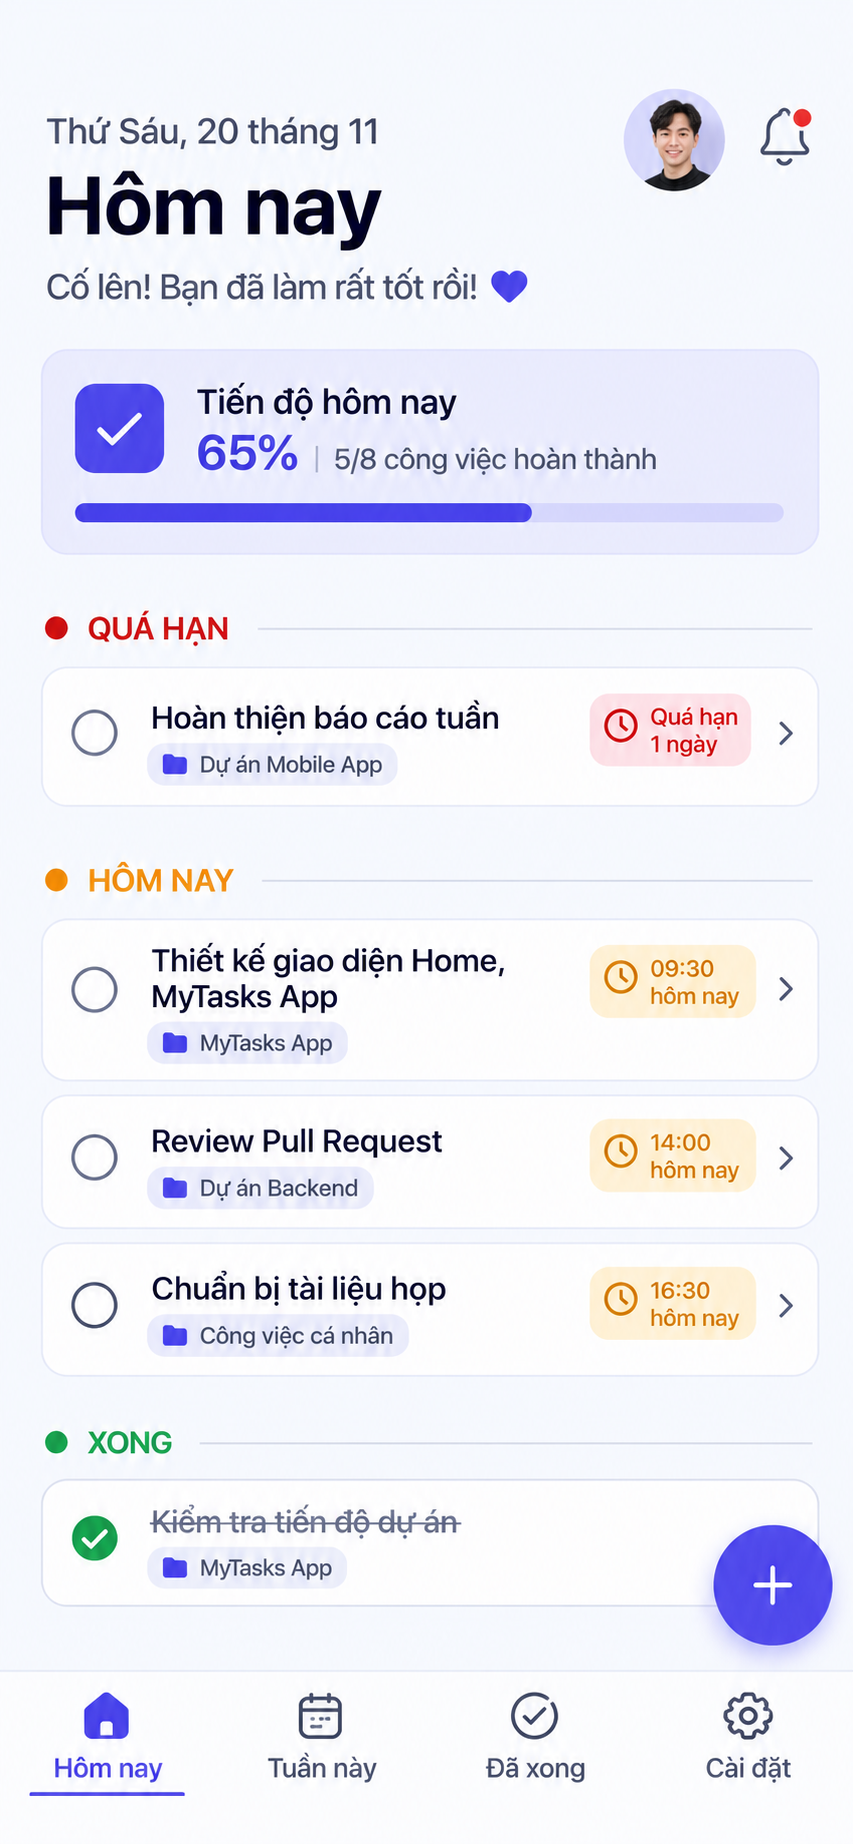 Thứ Sáu, 20 tháng 11
Hôm nay
Cố lên! Bạn đã làm rất tốt rồi!
Tiến độ hôm nay
65% | 5/8 công việc hoàn thành
QUÁ HẠN
Hoàn thiện báo cáo tuần
Dự án Mobile App
Quá hạn
1 ngày
HÔM NAY
Thiết kế giao diện Home,
MyTasks App
MyTasks App
09:30
hôm nay
Review Pull Request
Dự án Backend
14:00
hôm nay
Chuẩn bị tài liệu họp
Công việc cá nhân
16:30
hôm nay
XONG
Kiểm tra tiến độ dự án
MyTasks App
Hôm nay
Tuần này
Đã xong
Cài đặt